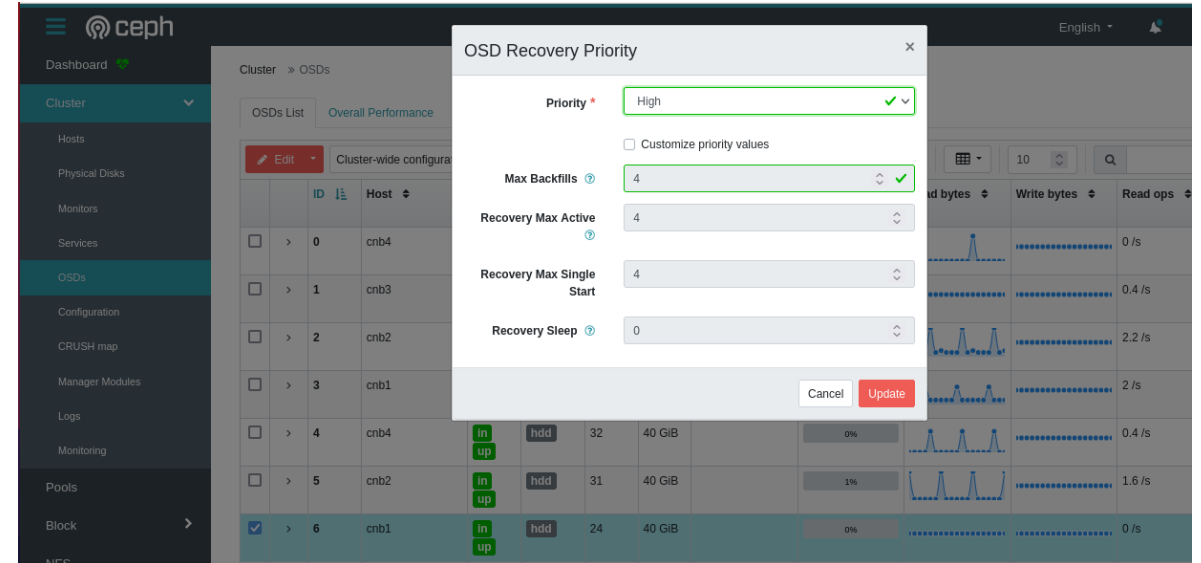 ceph
English
Dashboard
Cluster
Hosts
Physical Disks
Monitors
Services
OSDs
Configuration
CRUSH map
Manager Modules
Logs
Monitoring
Pools
Block
Cluster » OSDs
OSDs List Overall Performance
Edit Cluster-wide configura
10
ID Host ad bytes Write bytes Read ops
0 cnb4 0 /s
1 cnb3 0.4 /s
2 cnb2 2.2 /s
3 cnb1 2 /s
4 cnb4 in up hdd 32 40 GiB 0% 0.4 /s
5 cnb2 in up hdd 31 40 GiB 1% 1.6 /s
6 cnb1 in up hdd 24 40 GiB 0% 0 /s
OSD Recovery Priority ×
Priority * High
Customize priority values
Max Backfills 4
Recovery Max Active 4
Recovery Max Single
Start 4
Recovery Sleep 0
Cancel Update